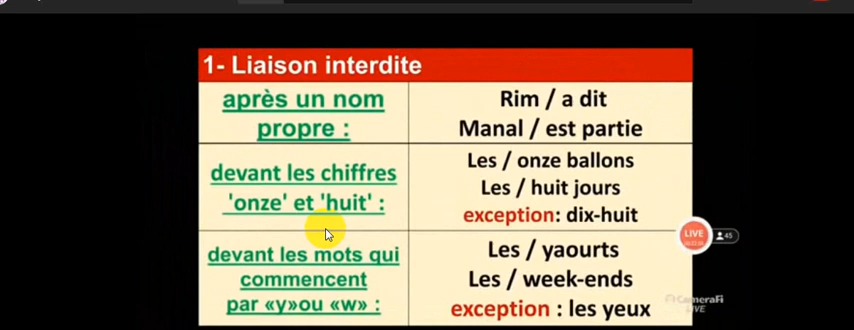 1- Liaison interdite
après un nom
propre :
Rim / a dit
Manal / est partie
devant les chiffres
'onze' et 'huit' :
Les / onze ballons
Les / huit jours
exception: dix-huit
devant les mots qui
commencent
par «y»ou «w» :
Les / yaourts
Les / week-ends
exception : les yeux
LIVE
45
CameraFi
LIVE